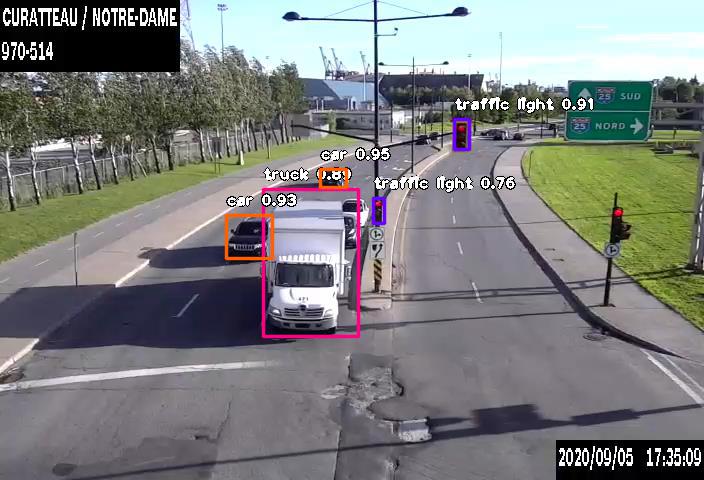 CURATTEAU / NOTRE-DAME
970-514
traffic light 0.91
25 SUD
25 NORD
car 0.95
truck 0.89
traffic light 0.76
car 0.93
2020/09/05 17:35:09